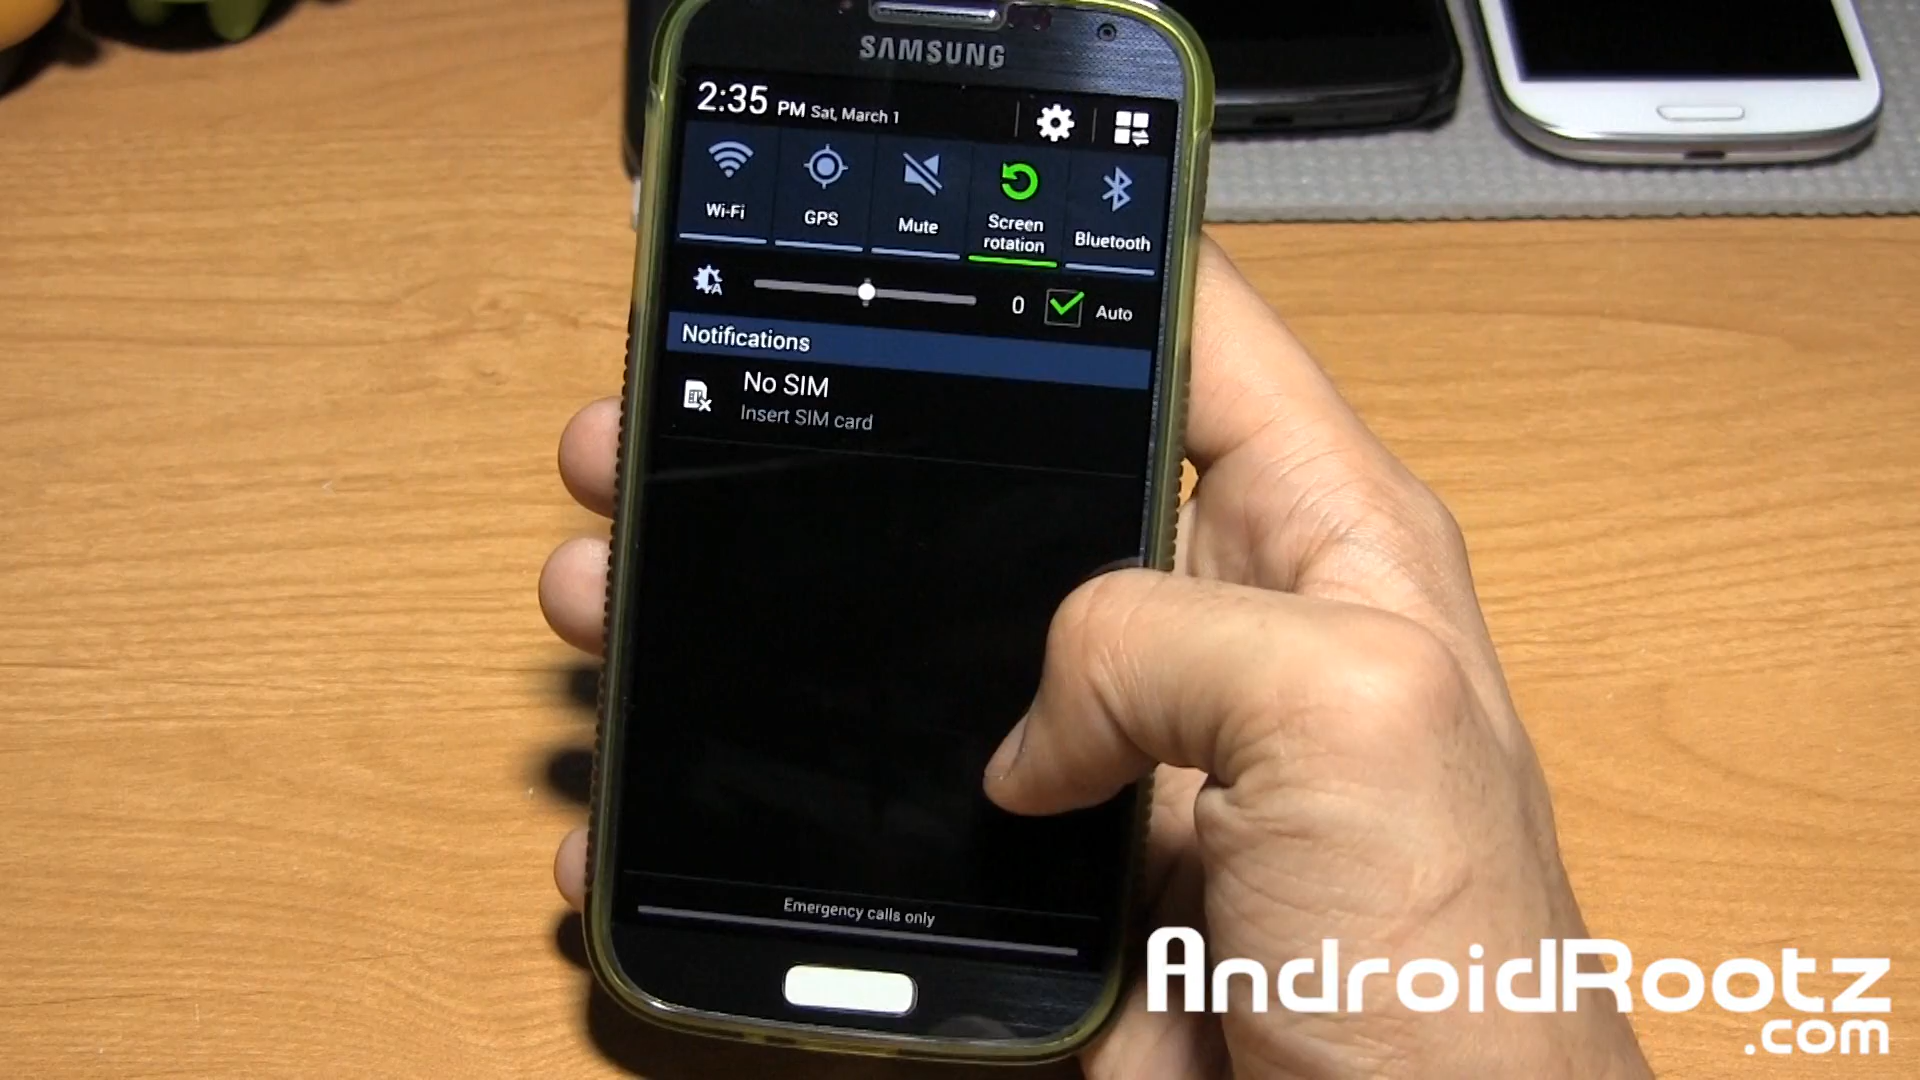 SAMSUNG
2:35 PM Sat, March 1
Wi-Fi
GPS
Mute
Screen
rotation
Bluetooth
A
0
Auto
Notifications
No SIM
Insert SIM card
Emergency calls only
AndroidRootz
.com